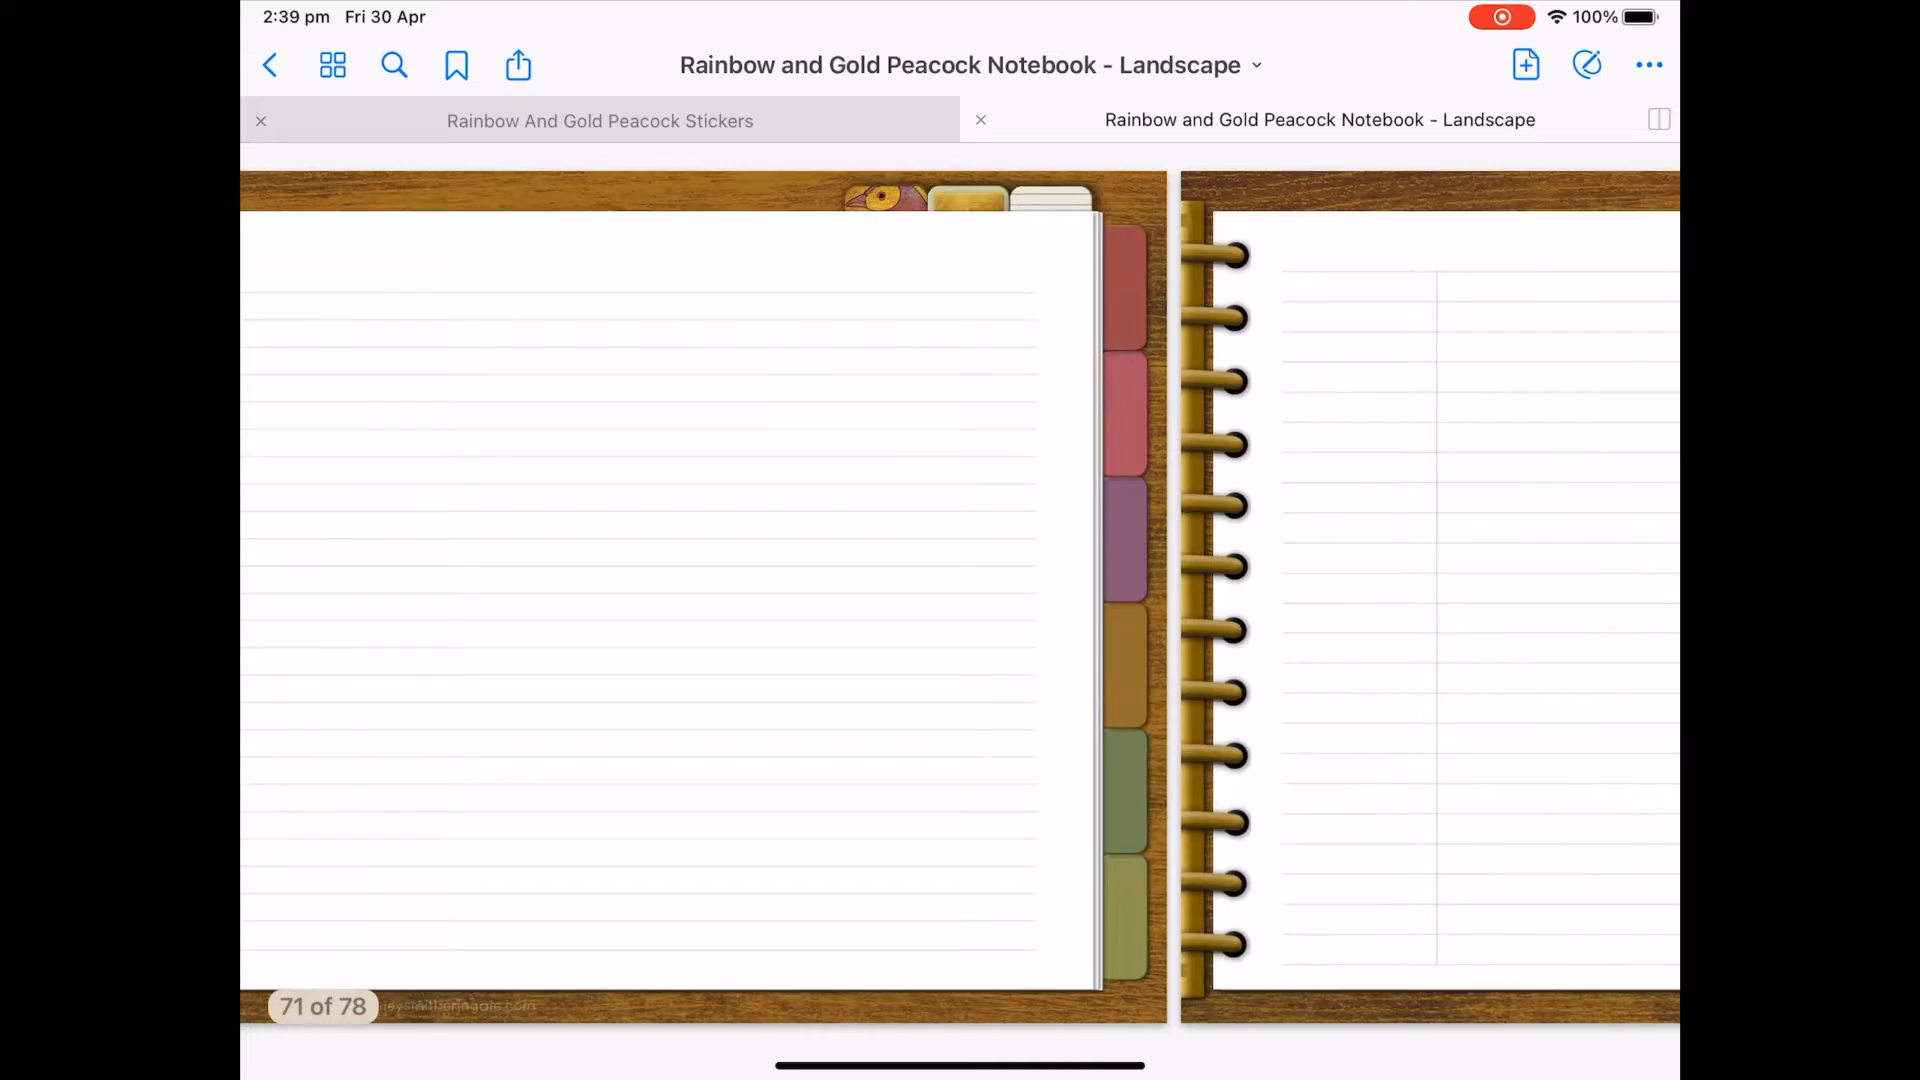 2:39 pm Fri 30 Apr
100%
Rainbow and Gold Peacock Notebook - Landscape
Rainbow And Gold Peacock Stickers
Rainbow and Gold Peacock Notebook - Landscape
71 of 78